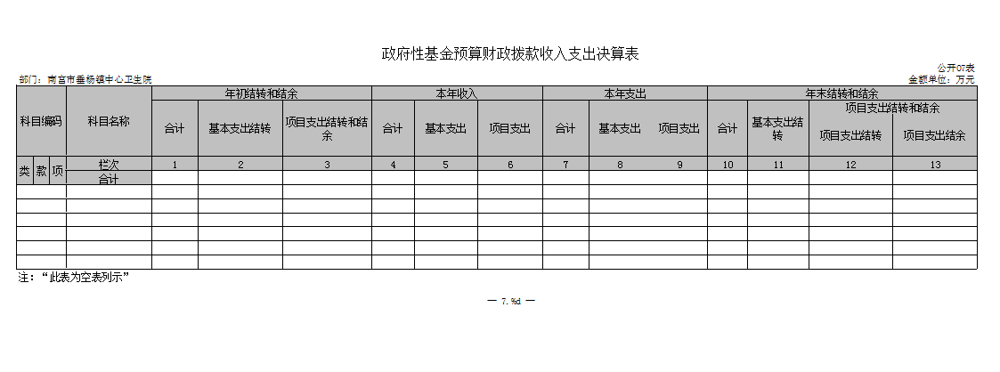 政府性基金预算财政拨款收入支出决算表
公开07表
部门：南宫市垂杨镇中心卫生院 金额单位：万元
科目编码 科目名称 年初结转和结余 本年收入 本年支出 年末结转和结余
合计 基本支出结转 项目支出结转和结余 合计 基本支出 项目支出 合计 基本支出 项目支出 合计 基本支出结转 项目支出结转和结余
项目支出结转 项目支出结余
类 款 项 栏次 1 2 3 4 5 6 7 8 9 10 11 12 13
合计
注：“此表为空表列示”
— 7.%d —